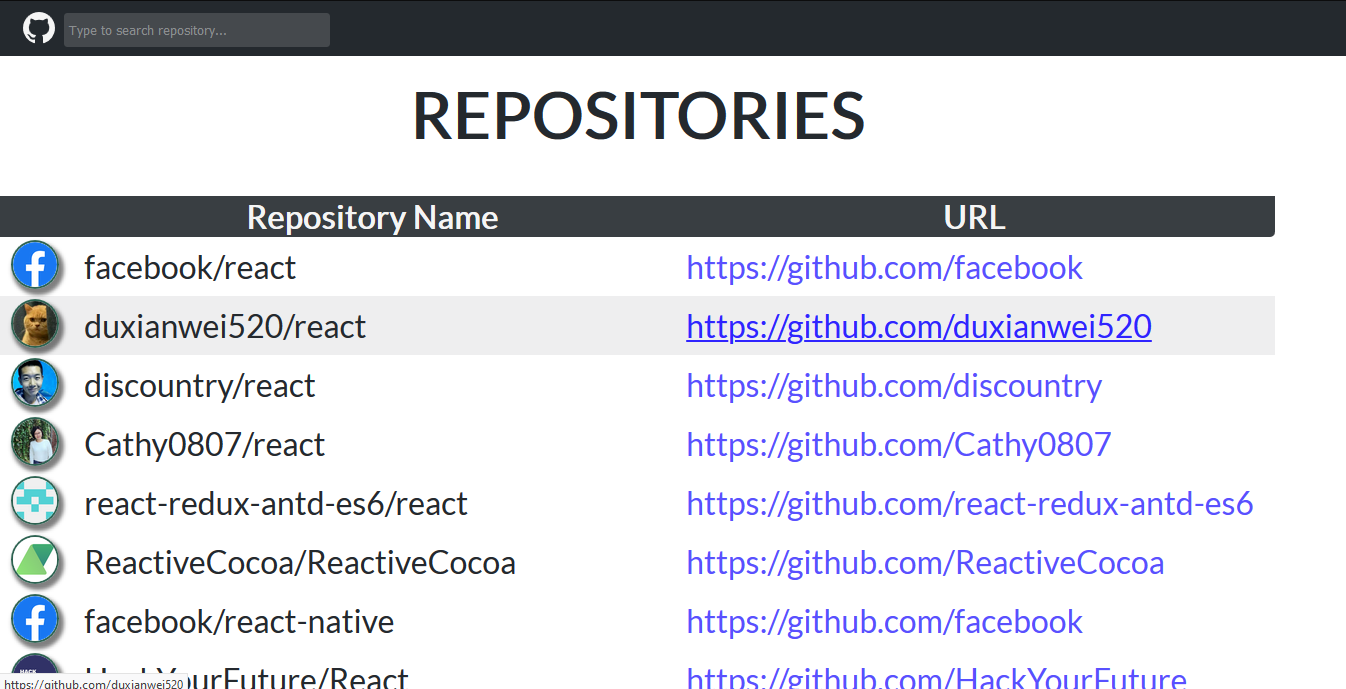 Type to search repository...
REPOSITORIES
Repository Name URL
facebook/react https://github.com/facebook
duxianwei520/react https://github.com/duxianwei520
discountry/react https://github.com/discountry
Cathy0807/react https://github.com/Cathy0807
react-redux-antd-es6/react https://github.com/react-redux-antd-es6
ReactiveCocoa/ReactiveCocoa https://github.com/ReactiveCocoa
facebook/react-native https://github.com/facebook
HACK
HackYourFuture/React https://github.com/HackYourFuture
https://github.com/duxianwei520